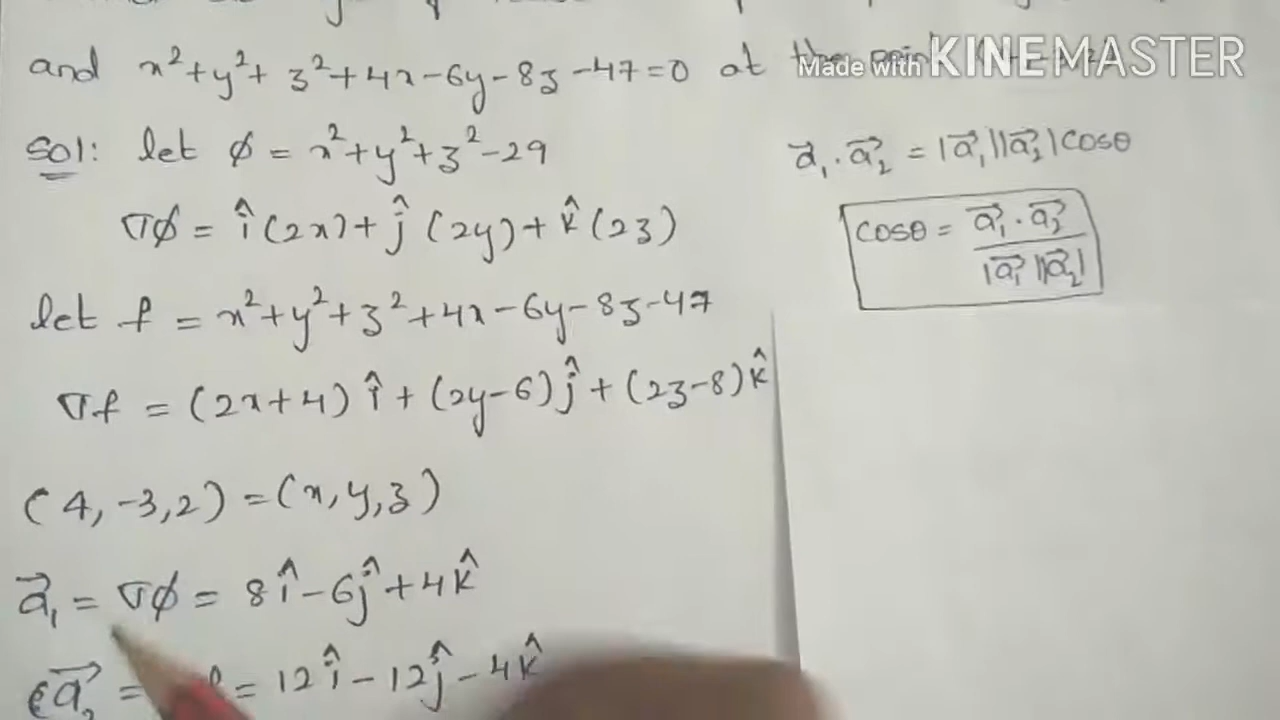 and x²+y²+z²+4x-6y-8z-47=0 at the point
Made with KINEMASTER
Sol: let ϕ = x²+y²+z²-29
∇ϕ = î(2x)+ĵ(2y)+k̂(2z)
let f = x²+y²+z²+4x-6y-8z-47
∇f = (2x+4)î+(2y-6)ĵ+(2z-8)k̂
(4,-3,2)=(x,y,z)
a⃗₁ = ∇ϕ = 8î-6ĵ+4k̂
a⃗₂ = = 12î-12ĵ-4k̂
a⃗₁.a⃗₂ = |a⃗₁||a⃗₂|cosθ
cosθ = a⃗₁.a⃗₂
|a⃗₁||a⃗₂|